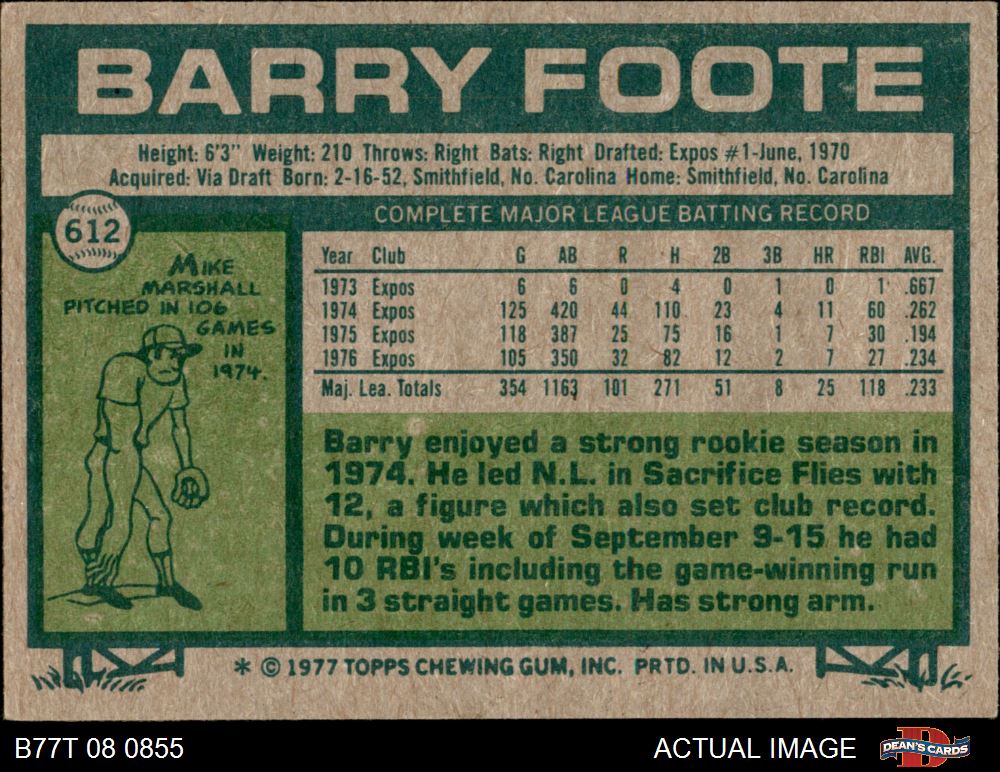 BARRY FOOTE
Height: 6'3" Weight: 210 Throws: Right Bats: Right Drafted: Expos #1-June, 1970
Acquired: Via Draft Born: 2-16-52, Smithfield, No. Carolina Home: Smithfield, No. Carolina
612
MIKE
MARSHALL
PITCHED IN 106
GAMES
IN
1974.
COMPLETE MAJOR LEAGUE BATTING RECORD
Year Club G AB R H 2B 3B HR RBI AVG.
1973 Expos 6 6 0 4 0 1 0 1 .667
1974 Expos 125 420 44 110 23 4 11 60 .262
1975 Expos 118 387 25 75 16 1 7 30 .194
1976 Expos 105 350 32 82 12 2 7 27 .234
Maj. Lea. Totals 354 1163 101 271 51 8 25 118 .233
Barry enjoyed a strong rookie season in
1974. He led N.L. in Sacrifice Flies with
12, a figure which also set club record.
During week of September 9-15 he had
10 RBI's including the game-winning run
in 3 straight games. Has strong arm.
* © 1977 TOPPS CHEWING GUM, INC. PRTD. IN U.S.A.
B77T 08 0855
ACTUAL IMAGE
DEAN'S CARDS